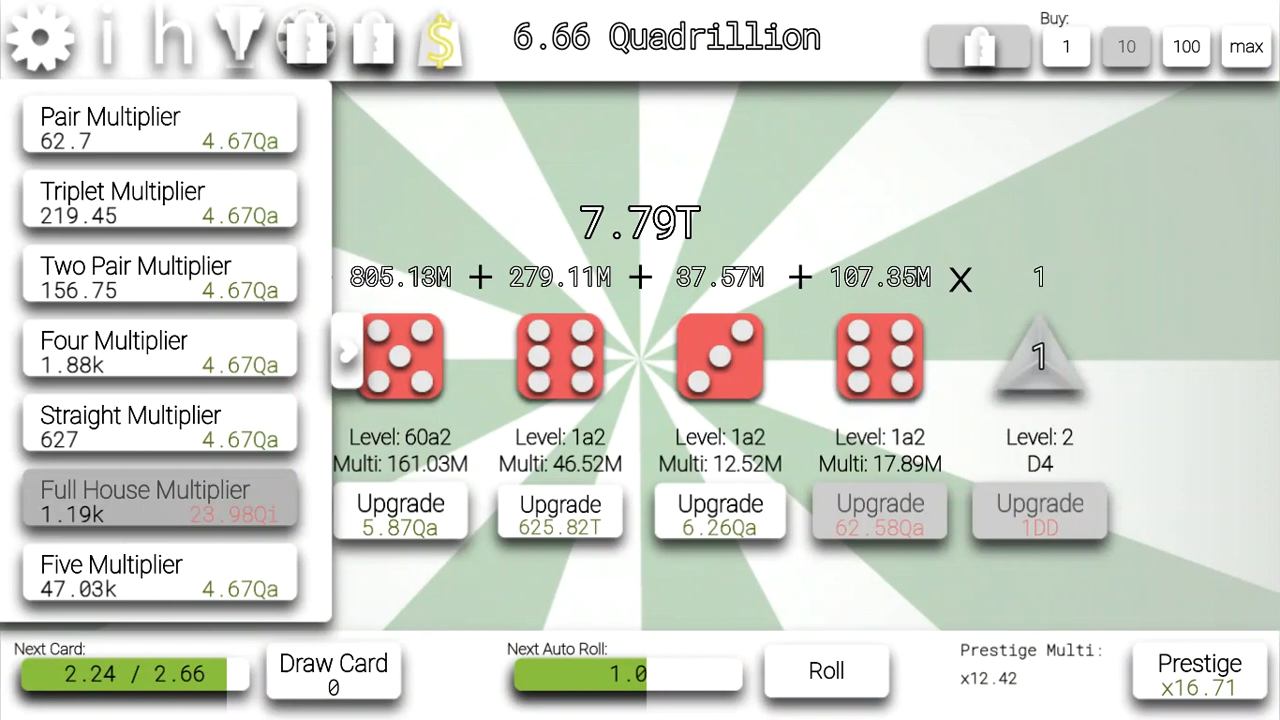 i h $
6.66 Quadrillion
Buy:
1 10 100 max
Pair Multiplier
62.7 4.67Qa
Triplet Multiplier
219.45 4.67Qa
Two Pair Multiplier
156.75 4.67Qa
Four Multiplier
1.88k 4.67Qa
Straight Multiplier
627 4.67Qa
Full House Multiplier
1.19k 23.98Qi
Five Multiplier
47.03k 4.67Qa
7.79T
805.13M + 279.11M + 37.57M + 107.35M X 1
1
Level: 60a2 Level: 1a2 Level: 1a2 Level: 1a2 Level: 2
Multi: 161.03M Multi: 46.52M Multi: 12.52M Multi: 17.89M D4
Upgrade Upgrade Upgrade Upgrade Upgrade
5.87Qa 625.82T 6.26Qa 62.58Qa 1DD
Next Card:
2.24 / 2.66
Draw Card
0
Next Auto Roll:
1.0
Roll
Prestige Multi:
x12.42
Prestige
x16.71